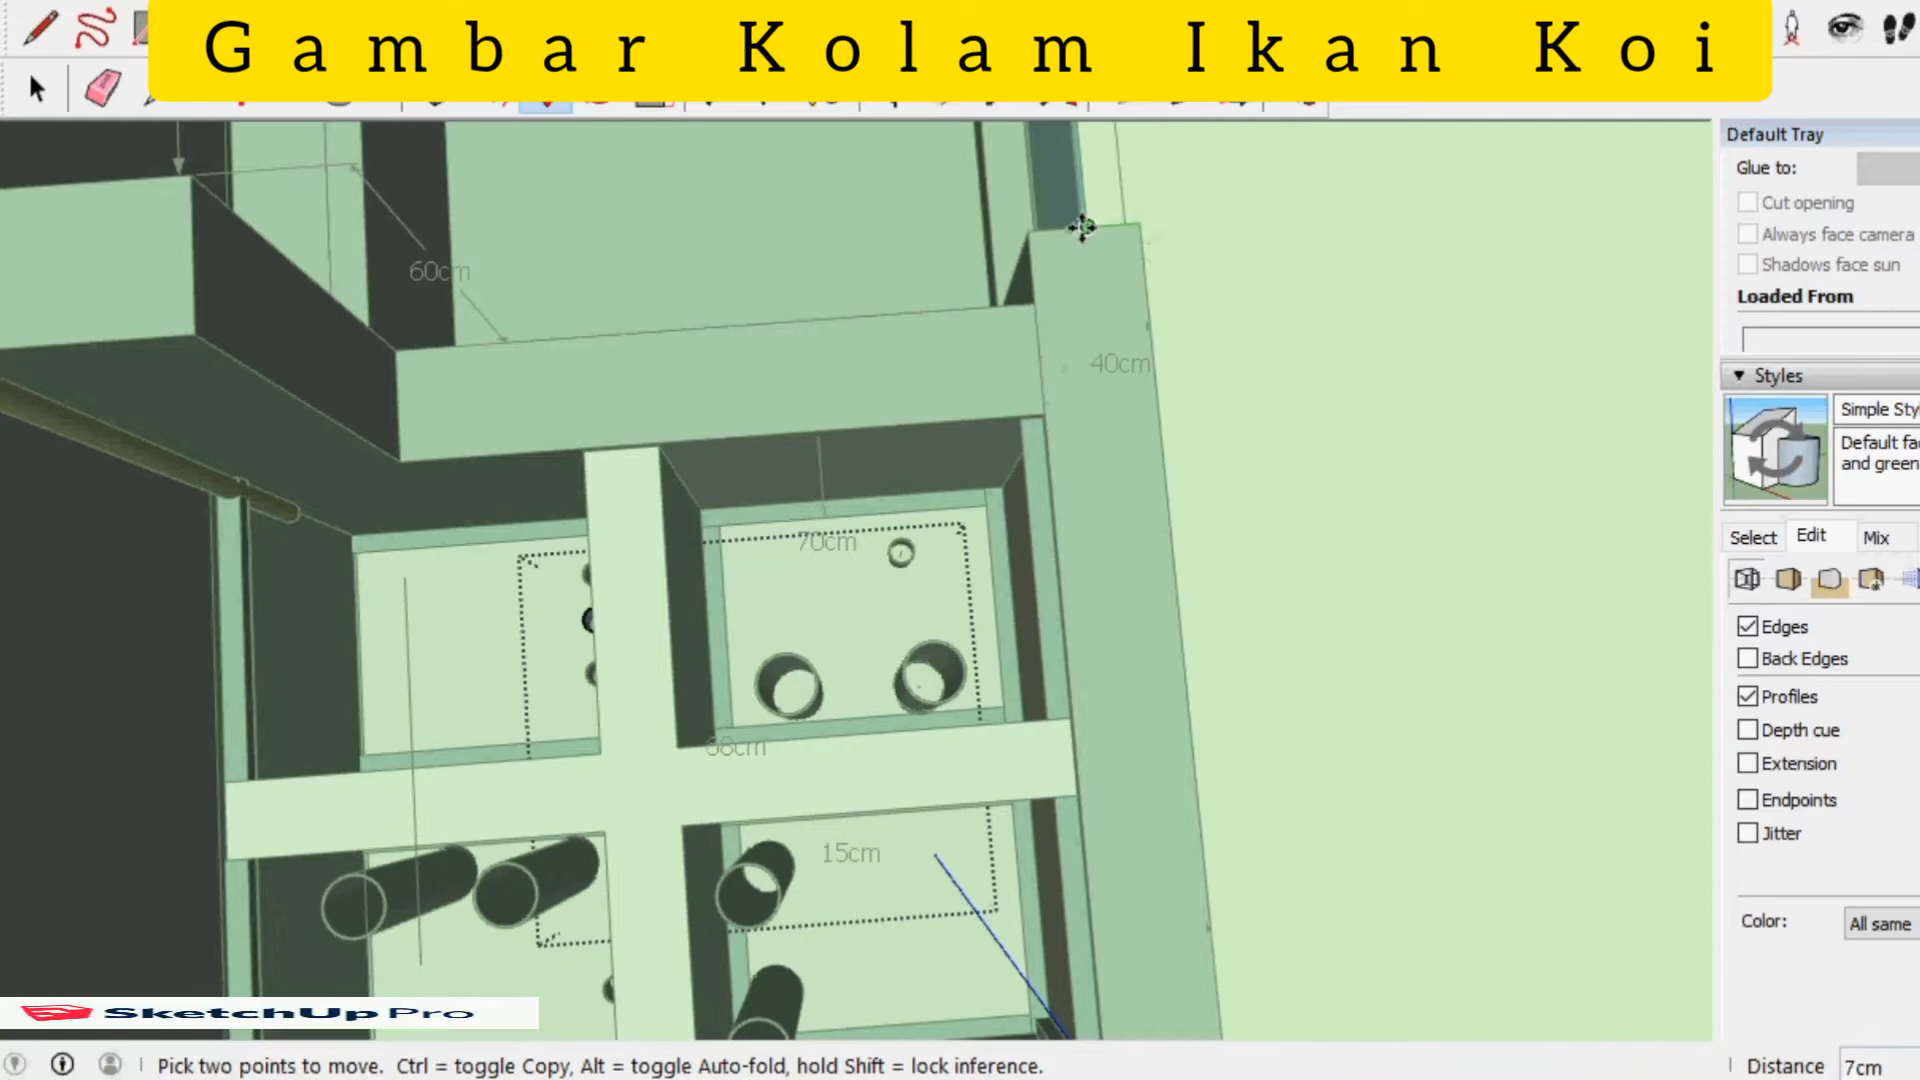 Gambar Kolam Ikan Koi
Default Tray
Glue to:
Cut opening
Always face camera
Shadows face sun
Loaded From
Styles
Simple Sty
Default fa
and green
Select
Edit
Mix
Edges
Back Edges
Profiles
Depth cue
Extension
Endpoints
Jitter
Color:
All same
60cm
40cm
70cm
68cm
15cm
SketchUp Pro
Pick two points to move. Ctrl = toggle Copy, Alt = toggle Auto-fold, hold Shift = lock inference.
Distance
7cm